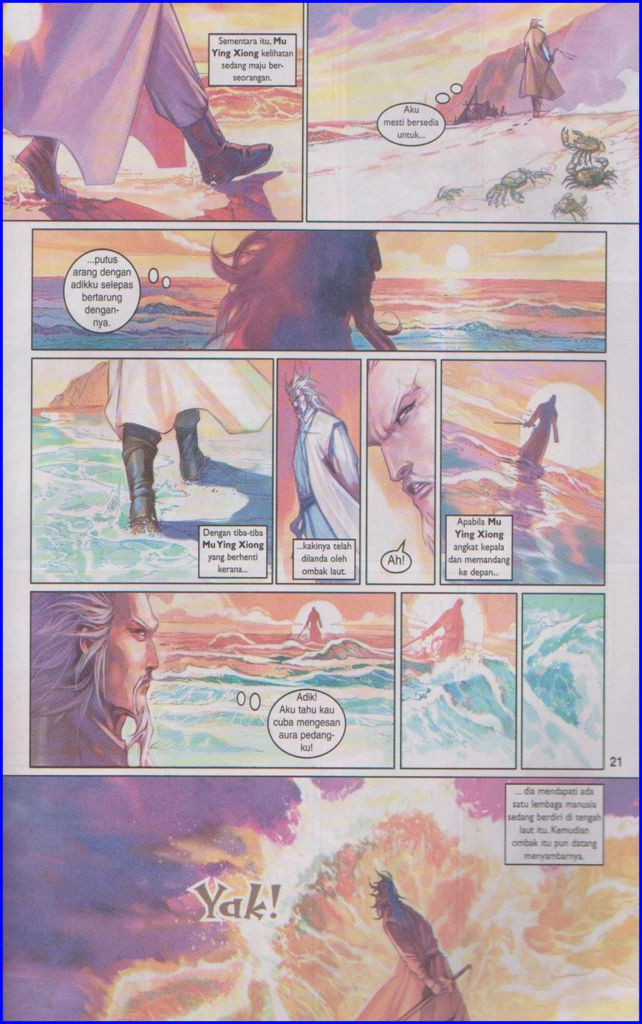 Sementara itu, Mu
Ying Xiong kelihatan
sedang maju ber-
seorangan.
Aku
mesti bersedia
untuk...
...putus
arang dengan
adikku selepas
bertarung
dengan-
nya.
Dengan tiba-tiba
Mu Ying Xiong
yang berhenti
kerana...
...kakinya telah
dilanda oleh
ombak laut.
Ah!
Apabila Mu
Ying Xiong
angkat kepala
dan memandang
ke depan...
Adik!
Aku tahu kau
cuba mengesan
aura pedang-
ku!
21
... dia mendapati ada
satu lembaga manusia
sedang berdiri di tengah
laut itu. Kemudian
ombak itu pun datang
menyambarnya.
Yak!